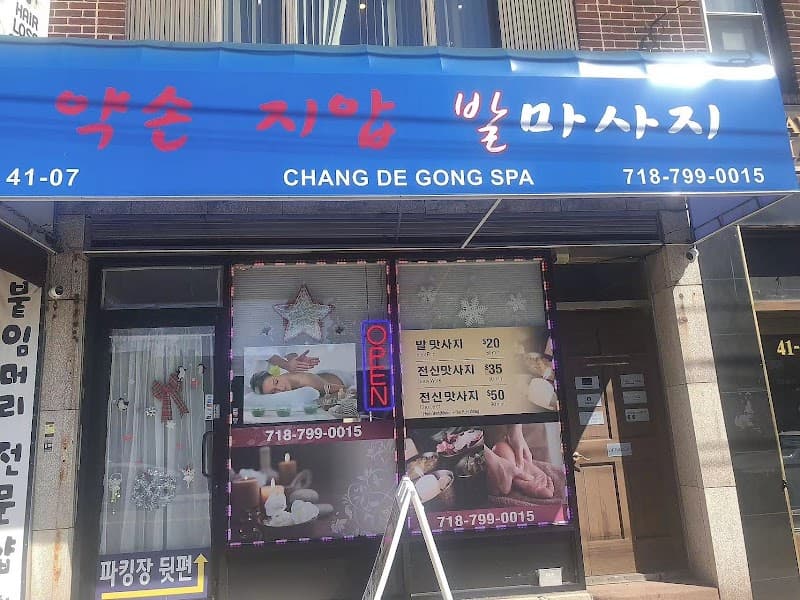 HAIR
LOSS
약손 지압 발마사지
41-07
CHANG DE GONG SPA
718-799-0015
OPEN
발 맛사지 $20
전신맛사지 $35
전신맛사지 $50
718-799-0015
718-799-0015
붙임머리 전문샵
파킹장 뒷편
41-